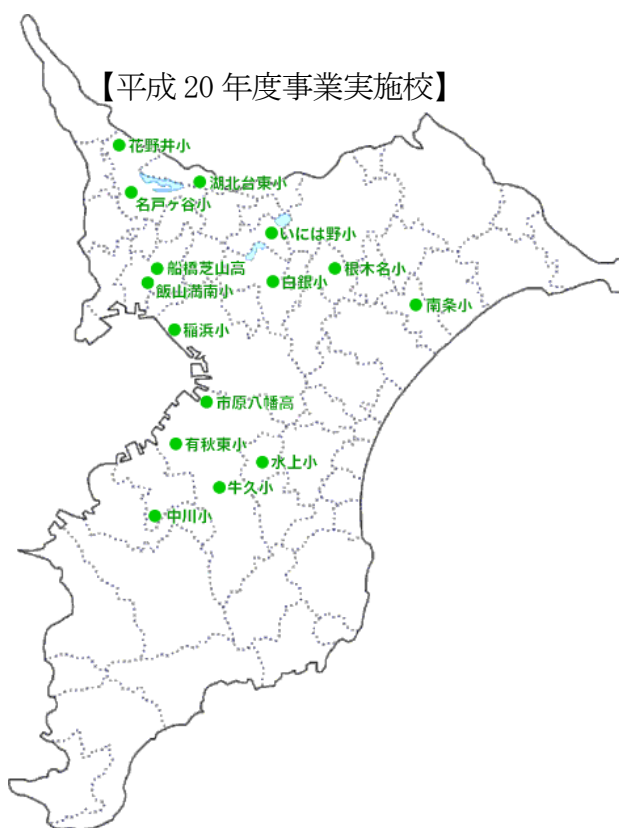 【平成 20 年度事業実施校】
花野井小
湖北台東小
名戸ヶ谷小
いには野小
船橋芝山高
根木名小
飯山満南小
白銀小
南条小
稲浜小
市原八幡高
有秋東小
水上小
牛久小
中川小